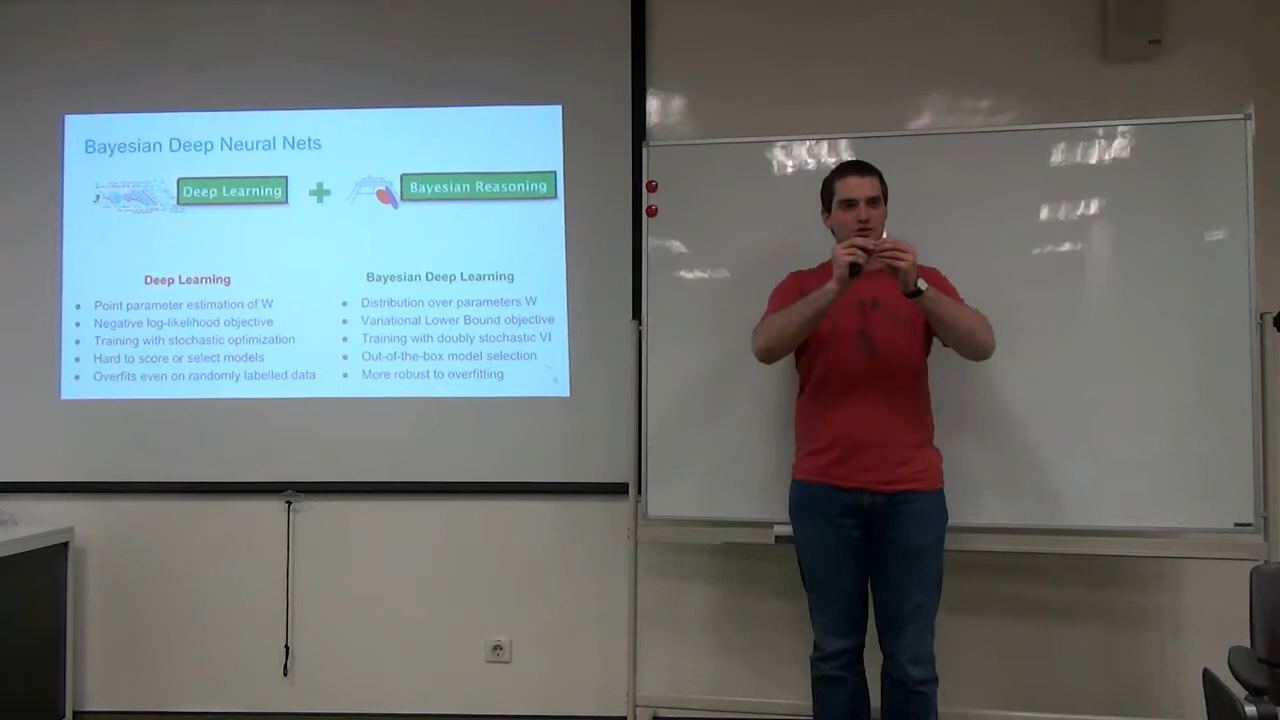 Bayesian Deep Neural Nets
Deep Learning
Bayesian Reasoning
Deep Learning
Point parameter estimation of W
Negative log-likelihood objective
Training with stochastic optimization
Hard to score or select models
Overfits even on randomly labelled data
Bayesian Deep Learning
Distribution over parameters W
Variational Lower Bound objective
Training with doubly stochastic VI
Out-of-the-box model selection
More robust to overfitting